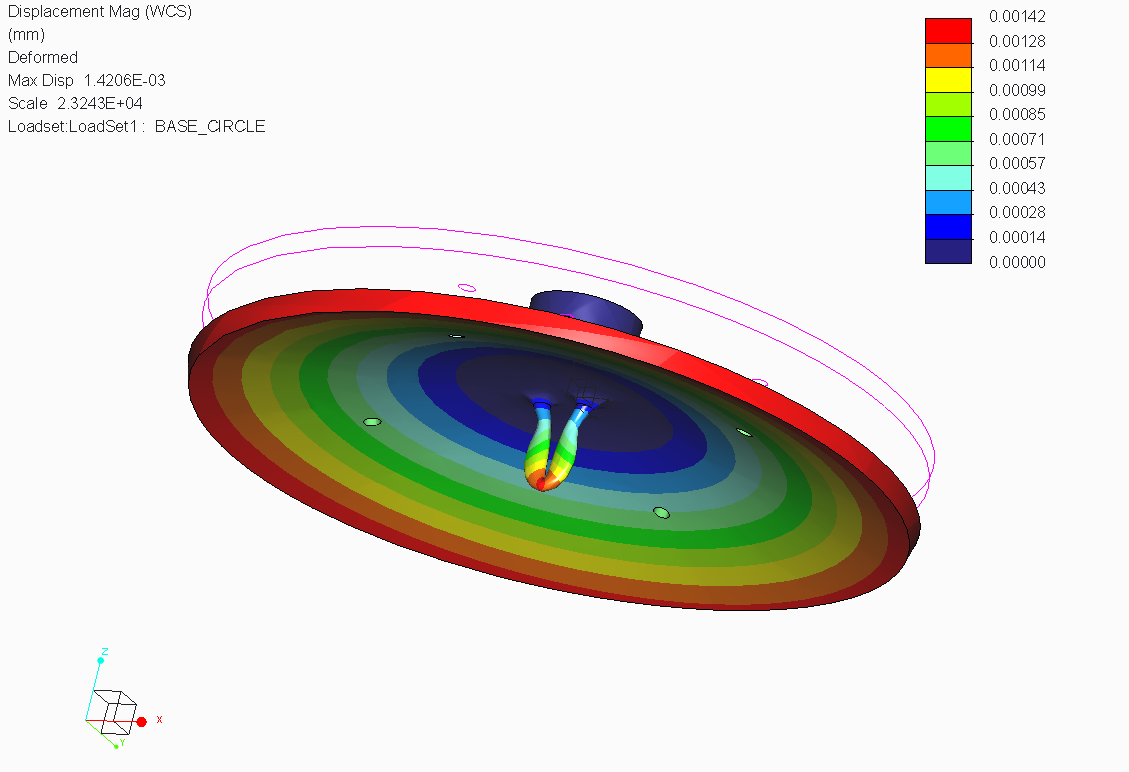 Displacement Mag (WCS)
(mm)
Deformed
Max Disp  1.4206E-03
Scale  2.3243E+04
Loadset:LoadSet1 :  BASE_CIRCLE
0.00142
0.00128
0.00114
0.00099
0.00085
0.00071
0.00057
0.00043
0.00028
0.00014
0.00000
Z
X
Y